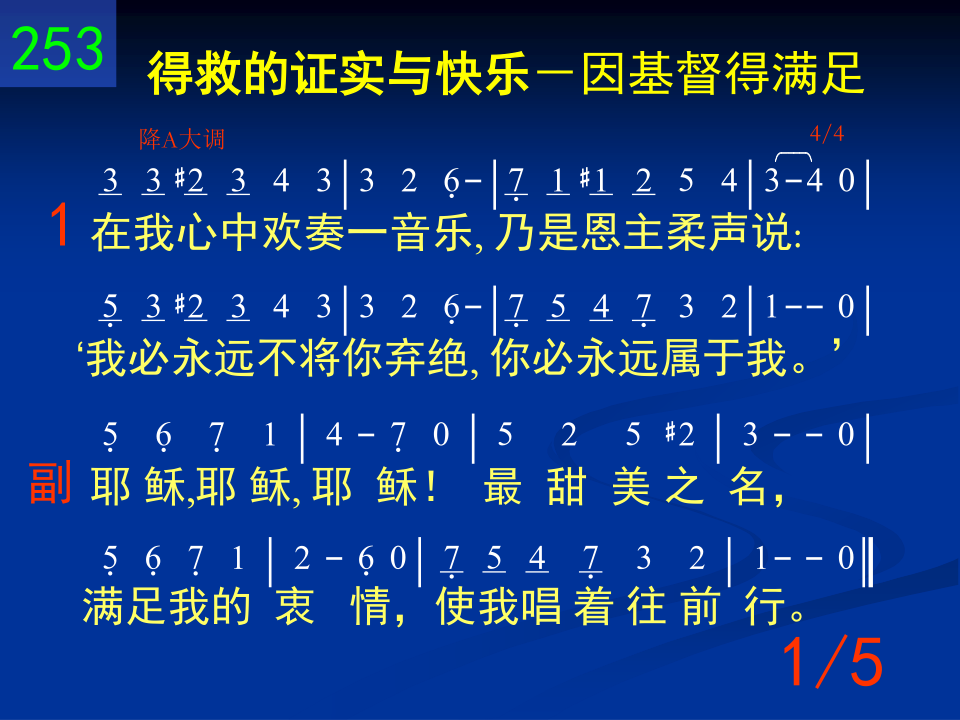 253
得救的证实与快乐－因基督得满足
降A大调 4/4
3 3 #2 3 4 3|3 2 6̣-|7̣ 1 #1 2 5 4|3-4 0|
1 在我心中欢奏一音乐, 乃是恩主柔声说:
5̣ 3 #2 3 4 3|3 2 6̣-|7̣ 5 4 7̣ 3 2|1-- 0|
‘我必永远不将你弃绝, 你必永远属于我。’
5̣ 6̣ 7̣ 1| 4 - 7̣ 0 | 5 2 5 #2 | 3 - - 0|
副 耶 稣,耶 稣, 耶 稣! 最 甜 美 之 名，
5̣ 6̣ 7̣ 1 | 2 - 6̣ 0| 7̣ 5 4 7̣ 3 2 | 1- - 0‖
满足我的 衷 情，使我唱 着 往 前 行。
1/5